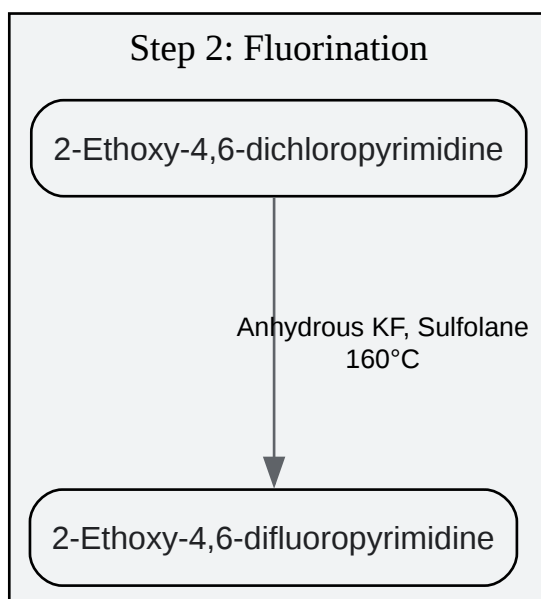 Step 2: Fluorination
2-Ethoxy-4,6-dichloropyrimidine
Anhydrous KF, Sulfolane
160°C
2-Ethoxy-4,6-difluoropyrimidine